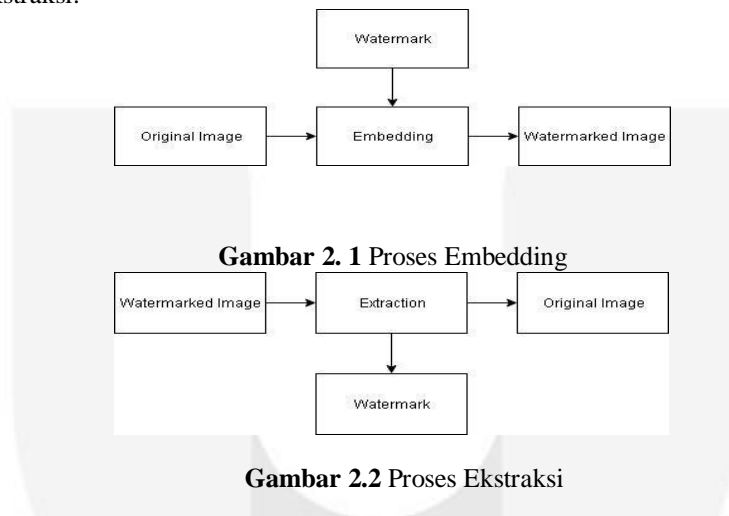 Watermark
Original Image Embedding Watermarked Image
Gambar 2. 1 Proses Embedding
Watermarked Image Extraction Original Image
Watermark
Gambar 2.2 Proses Ekstraksi